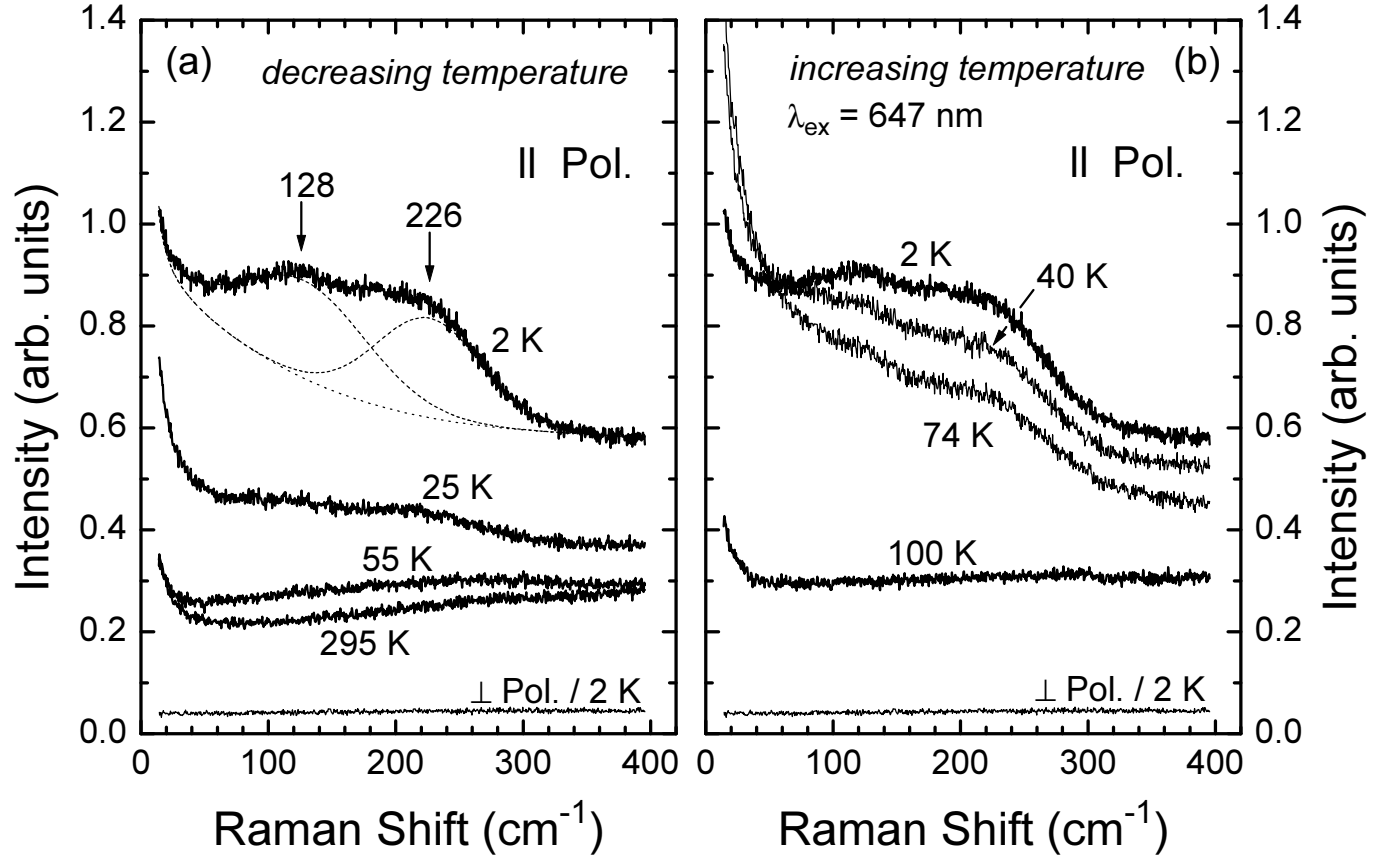 (a) decreasing temperature
|| Pol.
128
226
2 K
25 K
55 K
295 K
⊥ Pol. / 2 K
1.4
1.2
1.0
0.8
0.6
0.4
0.2
0.0
Intensity (arb. units)
0 100 200 300 400
Raman Shift (cm⁻¹)
increasing temperature (b)
λex = 647 nm
|| Pol.
2 K
40 K
74 K
100 K
⊥ Pol. / 2 K
1.4
1.2
1.0
0.8
0.6
0.4
0.2
0.0
Intensity (arb. units)
0 100 200 300 400
Raman Shift (cm⁻¹)